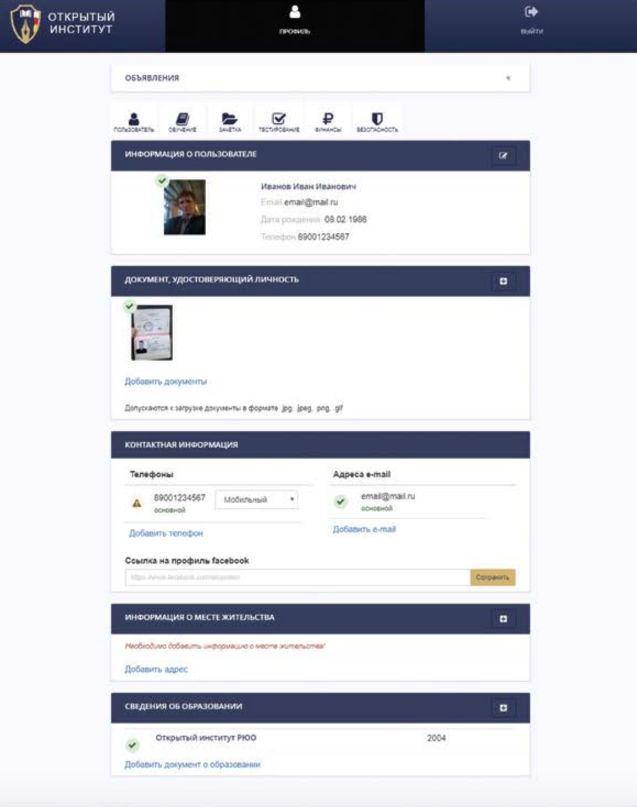 ОТКРЫТЫЙ
ИНСТИТУТ
ПРОФИЛЬ
ВЫЙТИ
ОБЪЯВЛЕНИЯ
ПОЛЬЗОВАТЕЛЬ ОБУЧЕНИЕ ЗАЧЁТКА ТЕСТИРОВАНИЕ ФИНАНСЫ БЕЗОПАСНОСТЬ
ИНФОРМАЦИЯ О ПОЛЬЗОВАТЕЛЕ
Иванов Иван Иванович
Email: email@mail.ru
Дата рождения: 08.02.1986
Телефон: 89001234567
ДОКУМЕНТ, УДОСТОВЕРЯЮЩИЙ ЛИЧНОСТЬ
Добавить документы
Допускаются к загрузке документы в формате .jpg, .jpeg, .png, .gif
КОНТАКТНАЯ ИНФОРМАЦИЯ
Телефоны
Адреса e-mail
89001234567 Мобильный
основной
email@mail.ru
основной
Добавить телефон
Добавить e-mail
Ссылка на профиль facebook
Сохранить
ИНФОРМАЦИЯ О МЕСТЕ ЖИТЕЛЬСТВА
Необходимо добавить информацию о месте жительства!
Добавить адрес
СВЕДЕНИЯ ОБ ОБРАЗОВАНИИ
Открытый институт РЮО 2004
Добавить документ о образовании